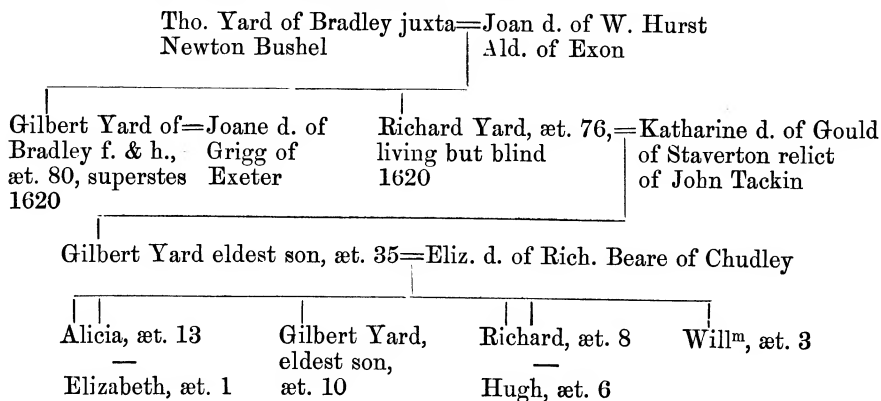 Tho. Yard of Bradley juxta=Joan d. of W. Hurst
Newton Bushel Ald. of Exon
Gilbert Yard of=Joane d. of Richard Yard, æt. 76,=Katharine d. of Gould
Bradley f. & h., Grigg of living but blind of Staverton relict
æt. 80, superstes Exeter 1620 of John Tackin
1620
Gilbert Yard eldest son, æt. 35=Eliz. d. of Rich. Beare of Chudley
Alicia, æt. 13 Gilbert Yard, Richard, æt. 8 Willᵐ, æt. 3
— eldest son, —
Elizabeth, æt. 1 æt. 10 Hugh, æt. 6